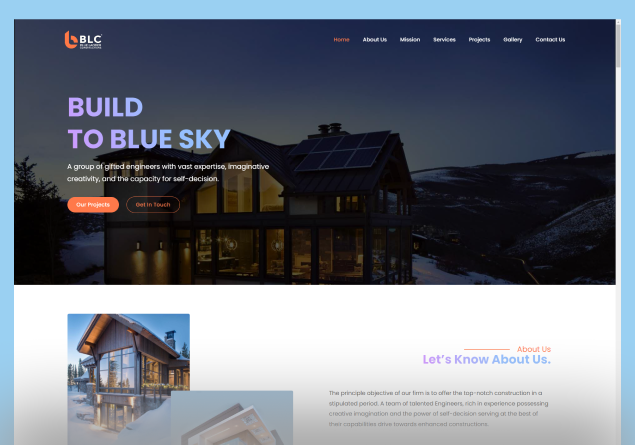 BLC
Home About Us Mission Services Projects Gallery Contact Us
BUILD
TO BLUE SKY
A group of gifted engineers with vast expertise, imaginative
creativity, and the capacity for self-decision.
Our Projects Get In Touch
About Us
Let's Know About Us.
The principle objective of our firm is to offer the top-notch construction in a
stipulated period. A team of talented Engineers, rich in experience possessing
creative imagination and the power of self-decision serving at the best of
their capabilities drive towards enhanced constructions.